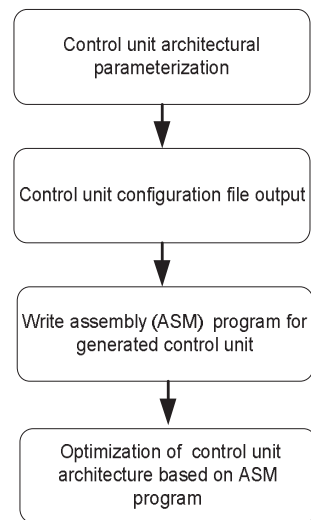 Control unit architectural
parameterization
Control unit configuration file output
Write assembly (ASM) program for
generated control unit
Optimization of control unit
architecture based on ASM
program